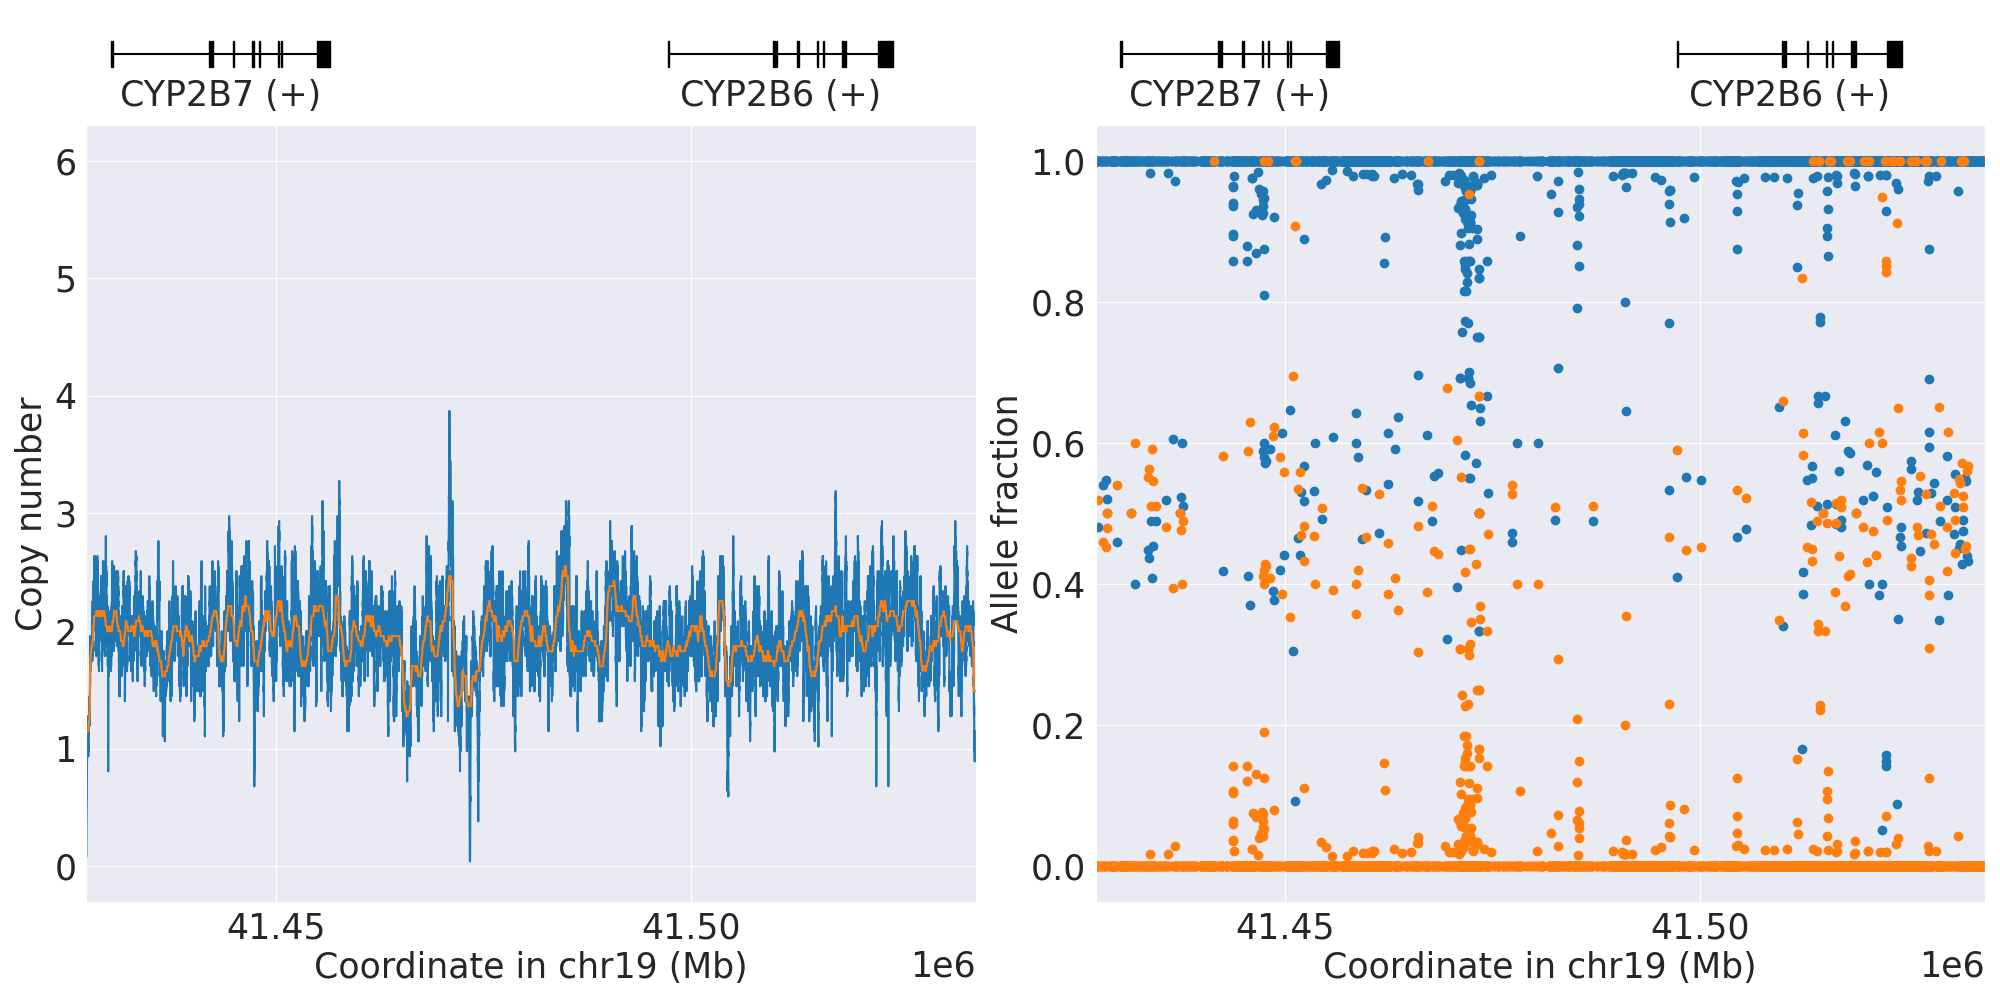 CYP2B7 (+)
CYP2B6 (+)
6
5
4
3
2
1
0
Copy number
41.45
41.50
Coordinate in chr19 (Mb)
1e6
CYP2B7 (+)
CYP2B6 (+)
1.0
0.8
0.6
0.4
0.2
0.0
Allele fraction
41.45
41.50
Coordinate in chr19 (Mb)
1e6